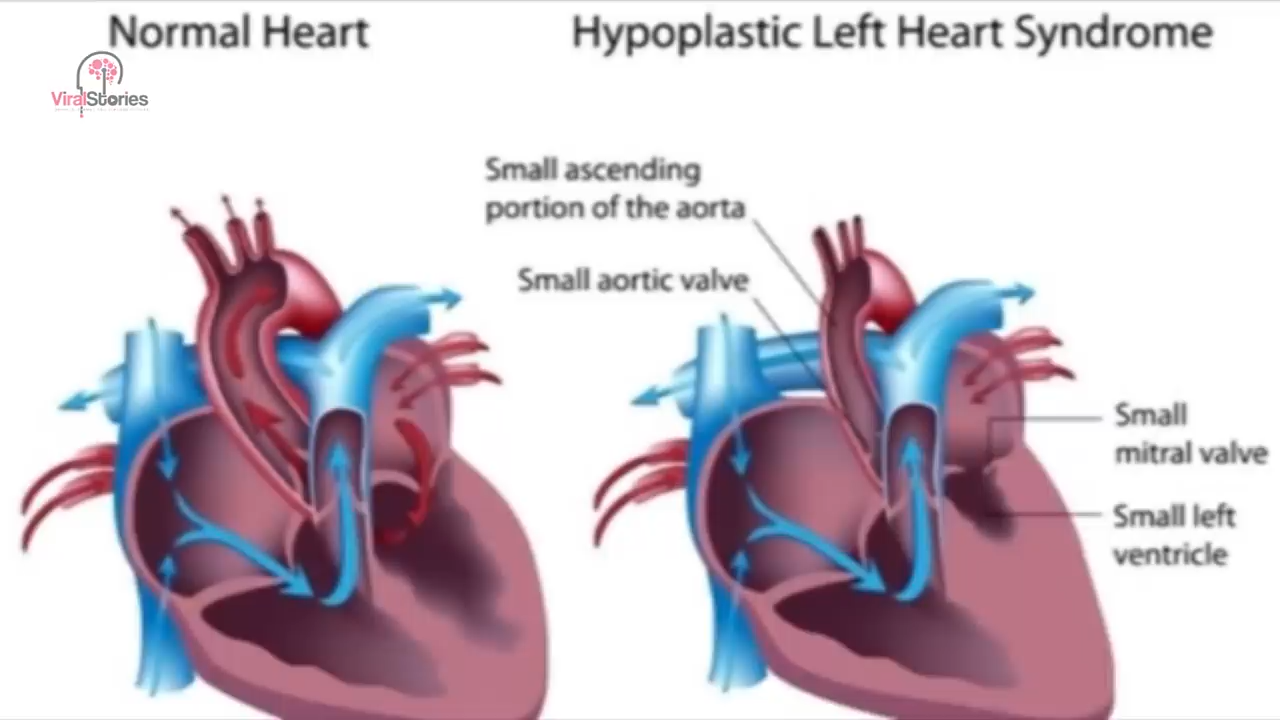 Normal Heart
Hypoplastic Left Heart Syndrome
ViralStories
Small ascending
portion of the aorta
Small aortic valve
Small
mitral valve
Small left
ventricle